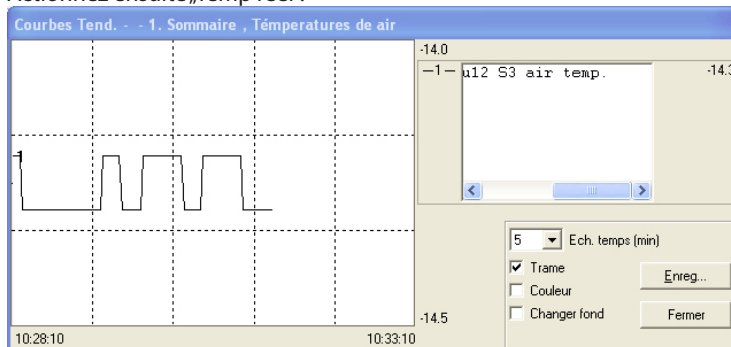 Courbes Tend. - - 1. Sommaire , Témperatures de air
-14.0
1
u12 S3 air temp.
-14.3
1
5
Ech. temps (min)
Trame
Enreg...
Couleur
Changer fond
Fermer
-14.5
10:28:10
10:33:10